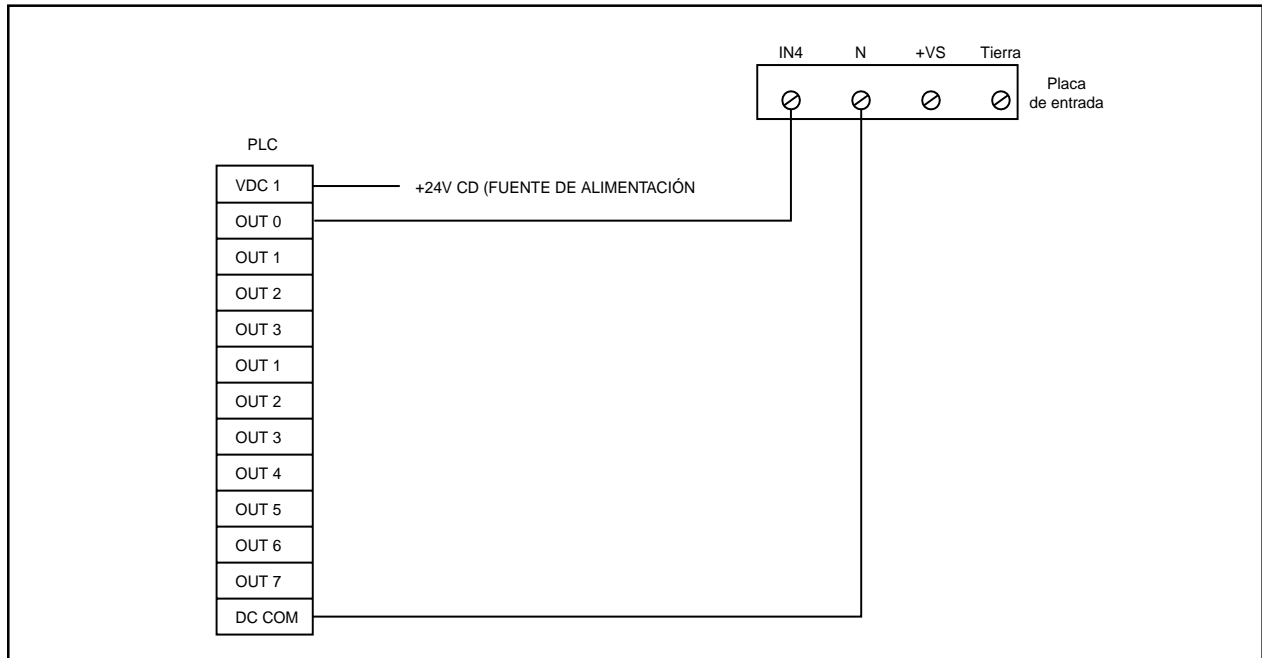 IN4 N +VS Tierra
Placa
de entrada
PLC
VDC 1
+24V CD (FUENTE DE ALIMENTACIÓN
OUT 0
OUT 1
OUT 2
OUT 3
OUT 1
OUT 2
OUT 3
OUT 4
OUT 5
OUT 6
OUT 7
DC COM